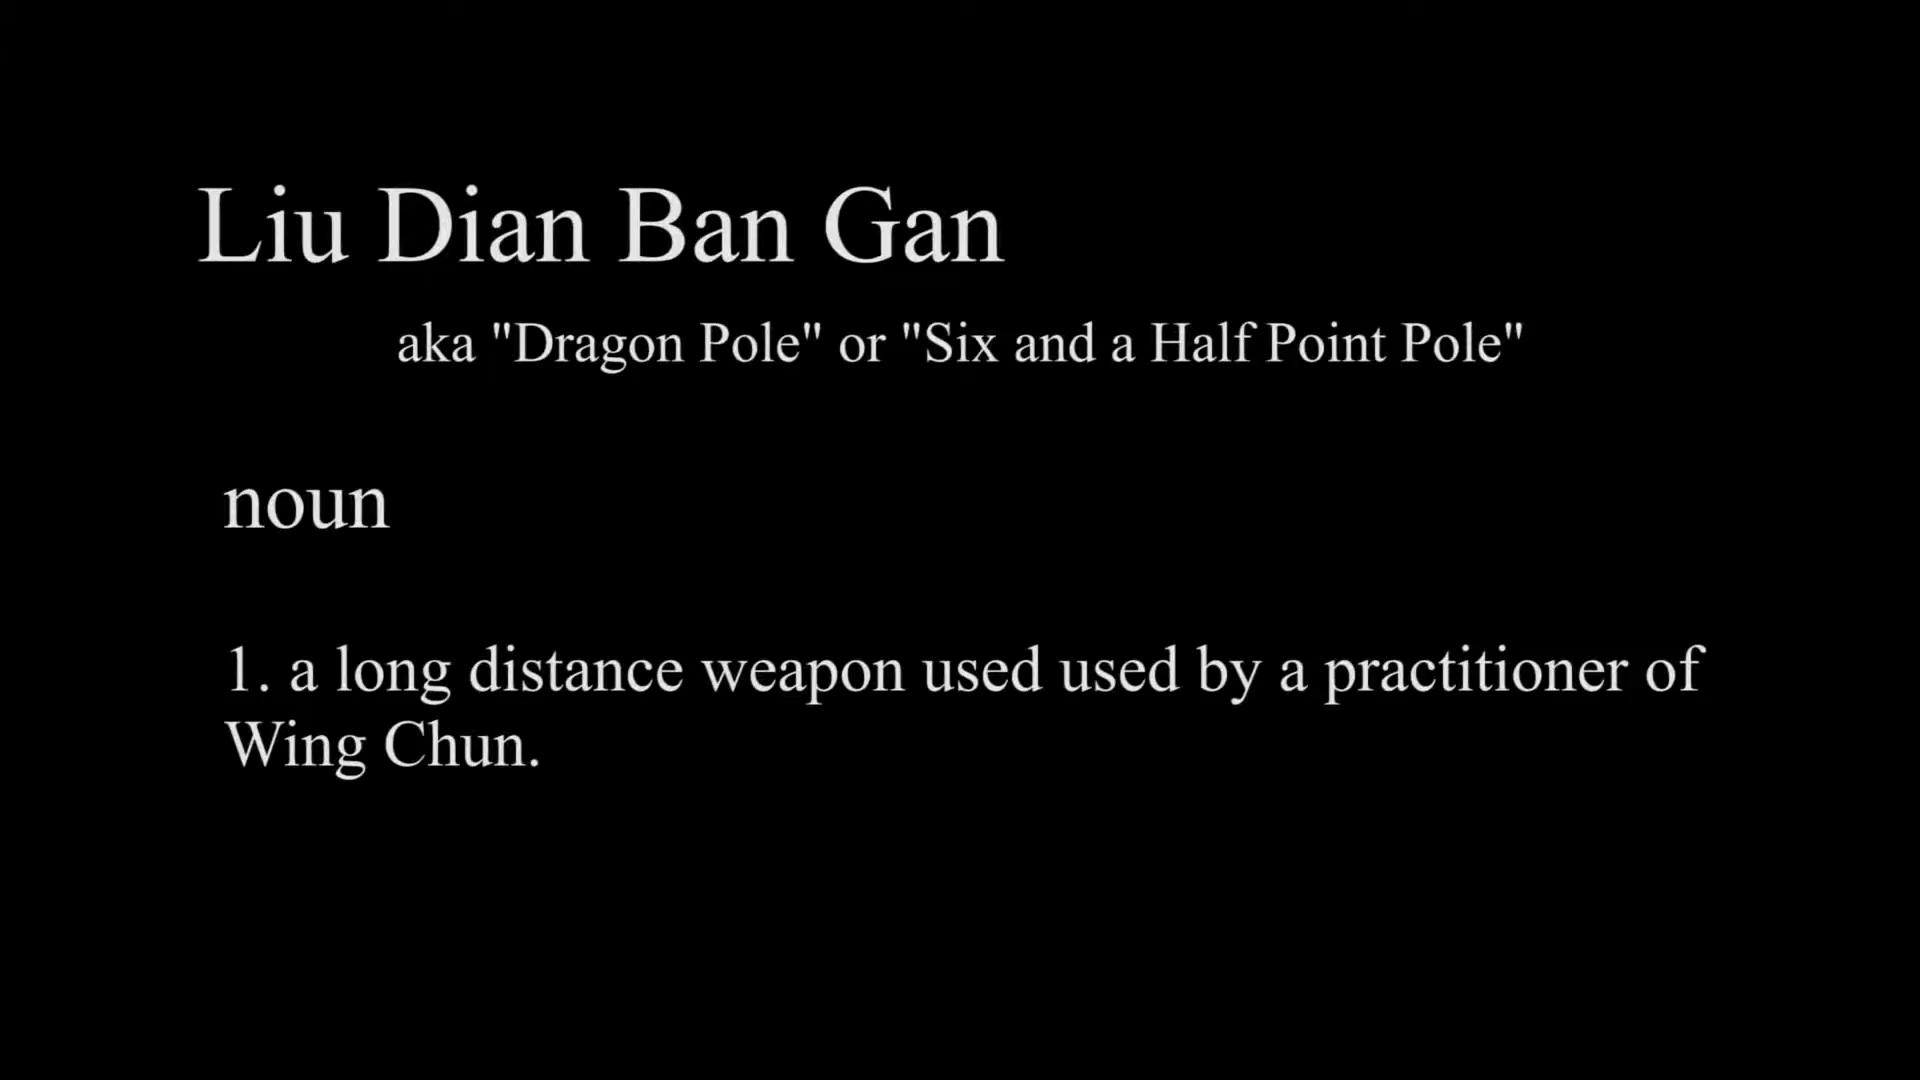 Liu Dian Ban Gan
aka "Dragon Pole" or "Six and a Half Point Pole"
noun
1. a long distance weapon used used by a practitioner of
Wing Chun.